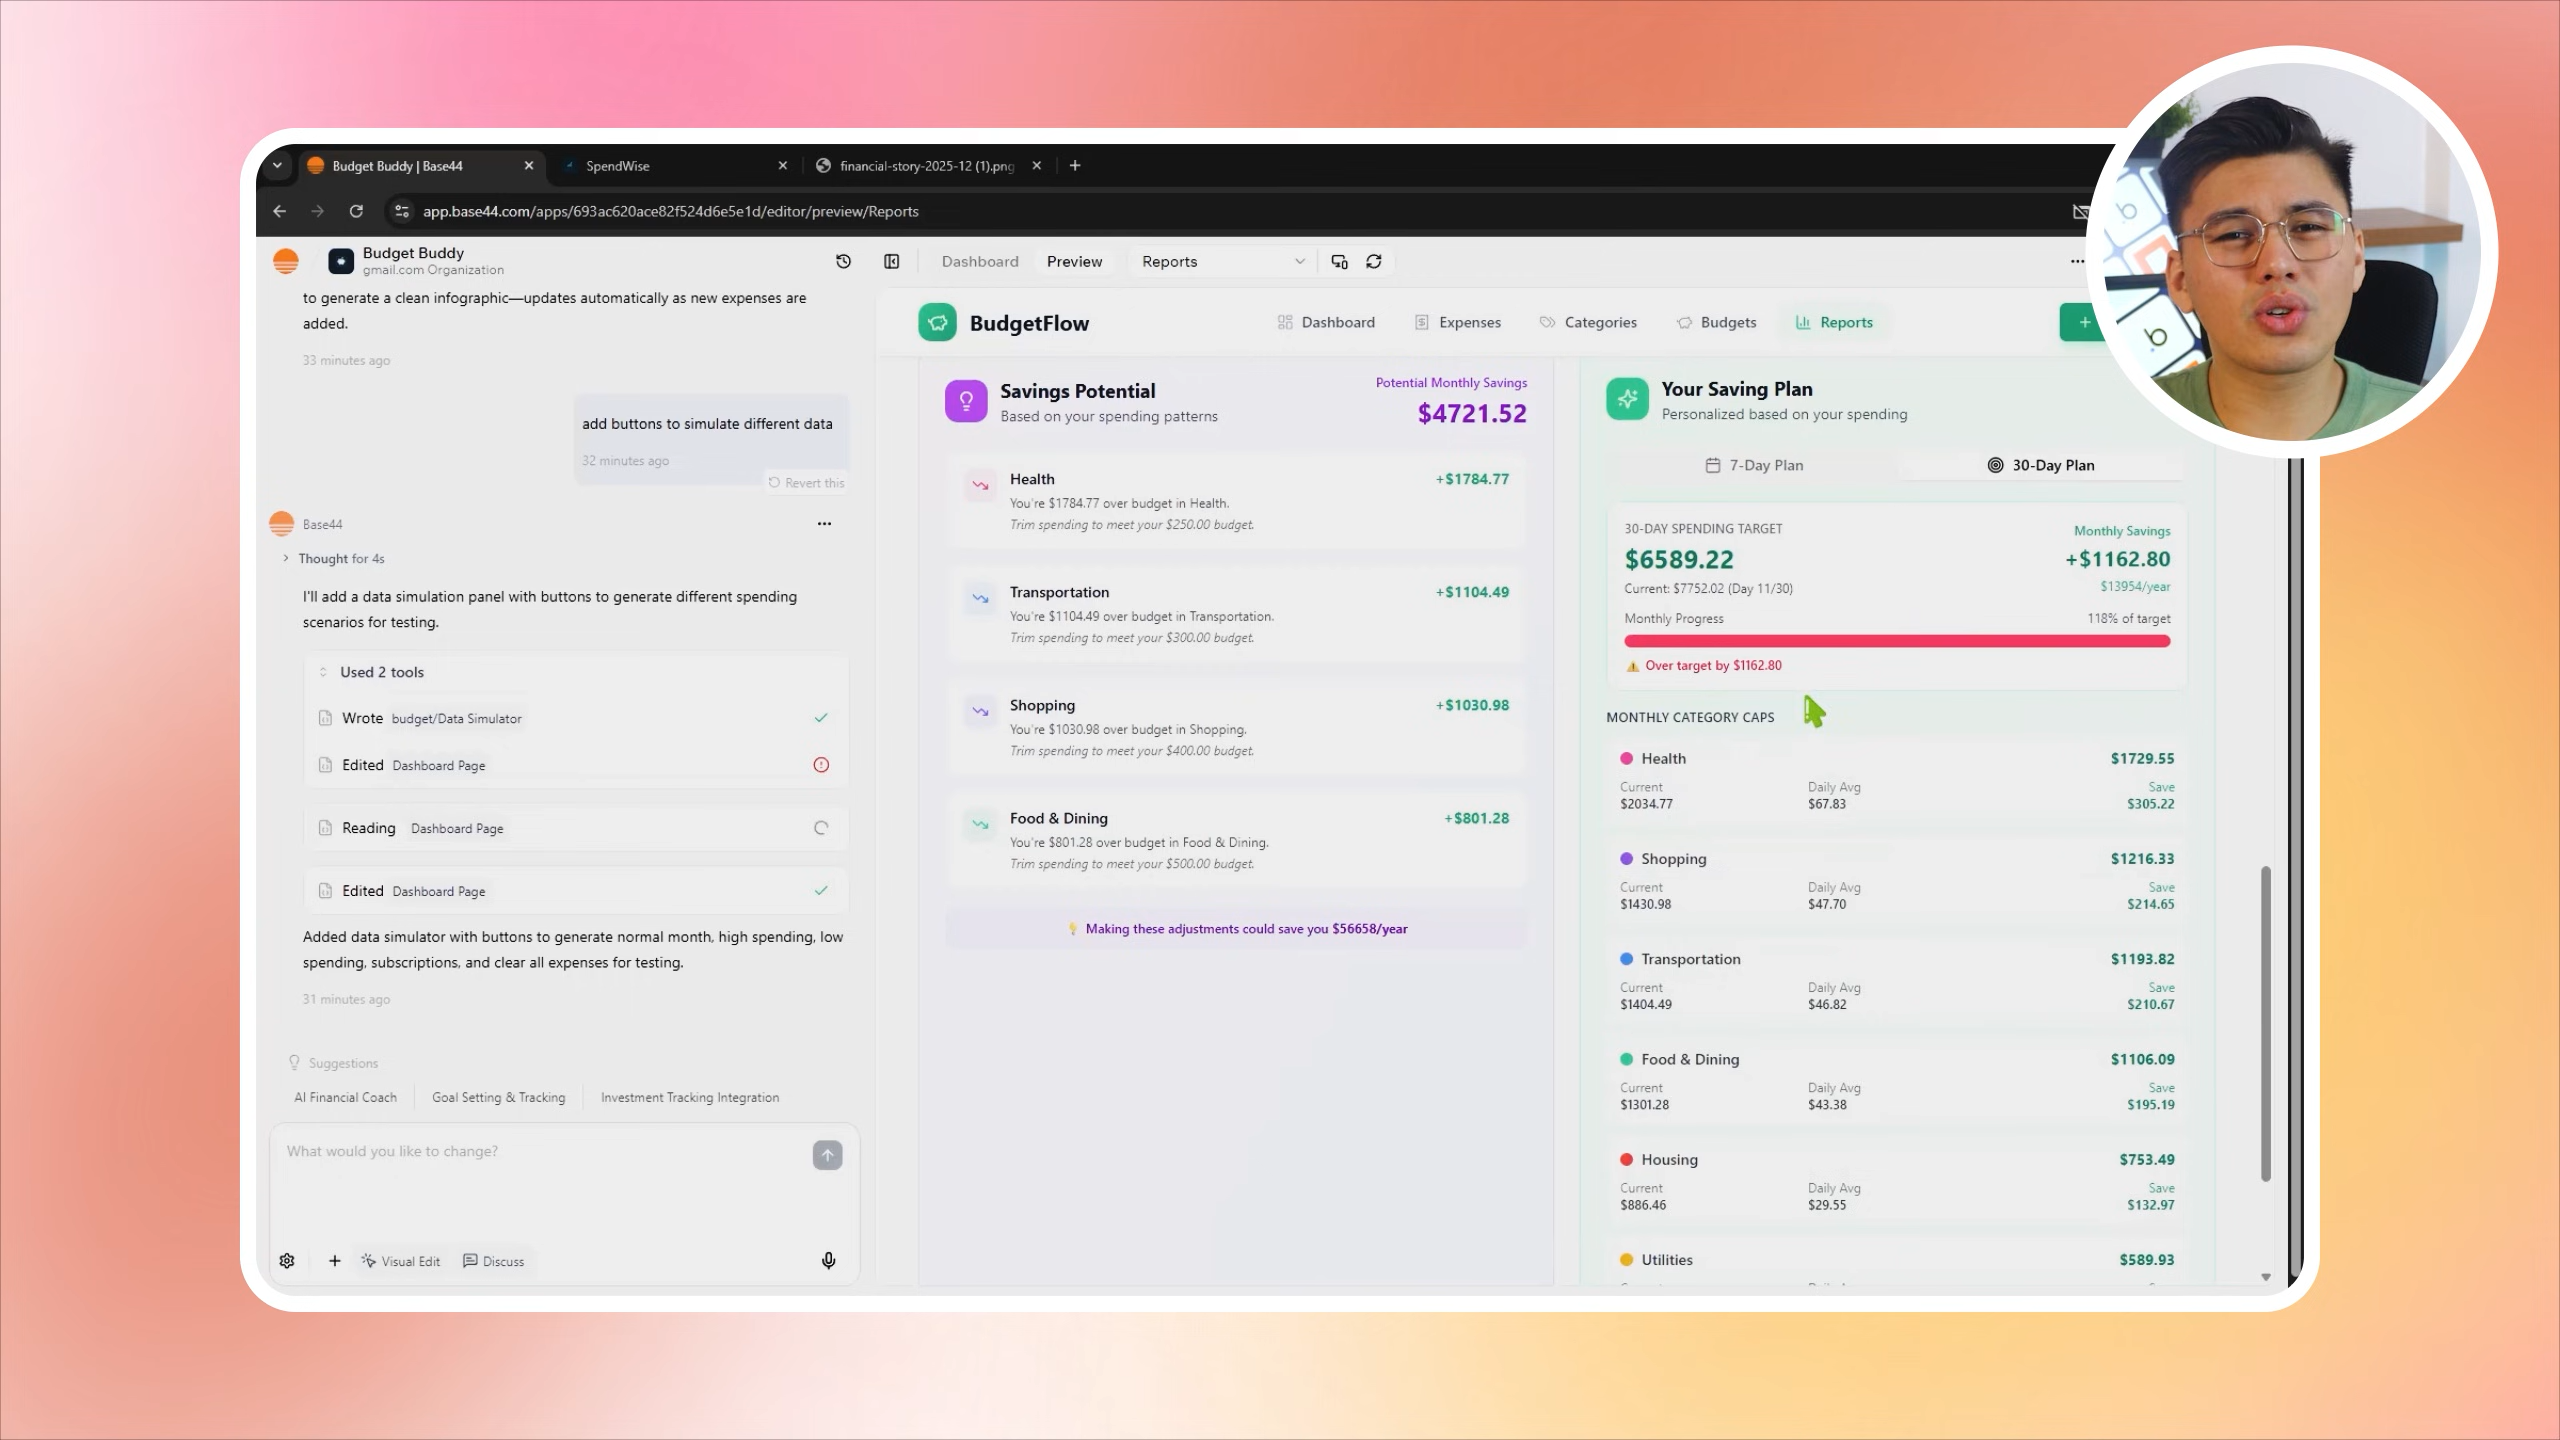 Budget Buddy | Base44
SpendWise
financial-story-2025-12 (1).png
app.base44.com/apps/693ac620ace82f524d6e5e1d/editor/preview/Reports
Budget Buddy
gmail.com Organization
Dashboard
Preview
Reports
to generate a clean infographic—updates automatically as new expenses are
added.
33 minutes ago
add buttons to simulate different data
32 minutes ago
Revert this
Base44
Thought for 4s
I'll add a data simulation panel with buttons to generate different spending
scenarios for testing.
Used 2 tools
Wrote budget/Data Simulator
Edited Dashboard Page
Reading Dashboard Page
Edited Dashboard Page
Added data simulator with buttons to generate normal month, high spending, low
spending, subscriptions, and clear all expenses for testing.
31 minutes ago
Suggestions
AI Financial Coach
Goal Setting & Tracking
Investment Tracking Integration
What would you like to change?
Visual Edit
Discuss
BudgetFlow
Dashboard
Expenses
Categories
Budgets
Reports
Savings Potential
Based on your spending patterns
Potential Monthly Savings
$4721.52
Health
+$1784.77
You're $1784.77 over budget in Health.
Trim spending to meet your $250.00 budget.
Transportation
+$1104.49
You're $1104.49 over budget in Transportation.
Trim spending to meet your $300.00 budget.
Shopping
+$1030.98
You're $1030.98 over budget in Shopping.
Trim spending to meet your $400.00 budget.
Food & Dining
+$801.28
You're $801.28 over budget in Food & Dining.
Trim spending to meet your $500.00 budget.
Making these adjustments could save you $56658/year
Your Saving Plan
Personalized based on your spending
7-Day Plan
30-Day Plan
30-DAY SPENDING TARGET
Monthly Savings
$6589.22
+$1162.80
Current: $7752.02 (Day 11/30)
$13954/year
Monthly Progress
118% of target
Over target by $1162.80
MONTHLY CATEGORY CAPS
Health
$1729.55
Current
Daily Avg
Save
$2034.77
$67.83
$305.22
Shopping
$1216.33
Current
Daily Avg
Save
$1430.98
$47.70
$214.65
Transportation
$1193.82
Current
Daily Avg
Save
$1404.49
$46.82
$210.67
Food & Dining
$1106.09
Current
Daily Avg
Save
$1301.28
$43.38
$195.19
Housing
$753.49
Current
Daily Avg
Save
$886.46
$29.55
$132.97
Utilities
$589.93